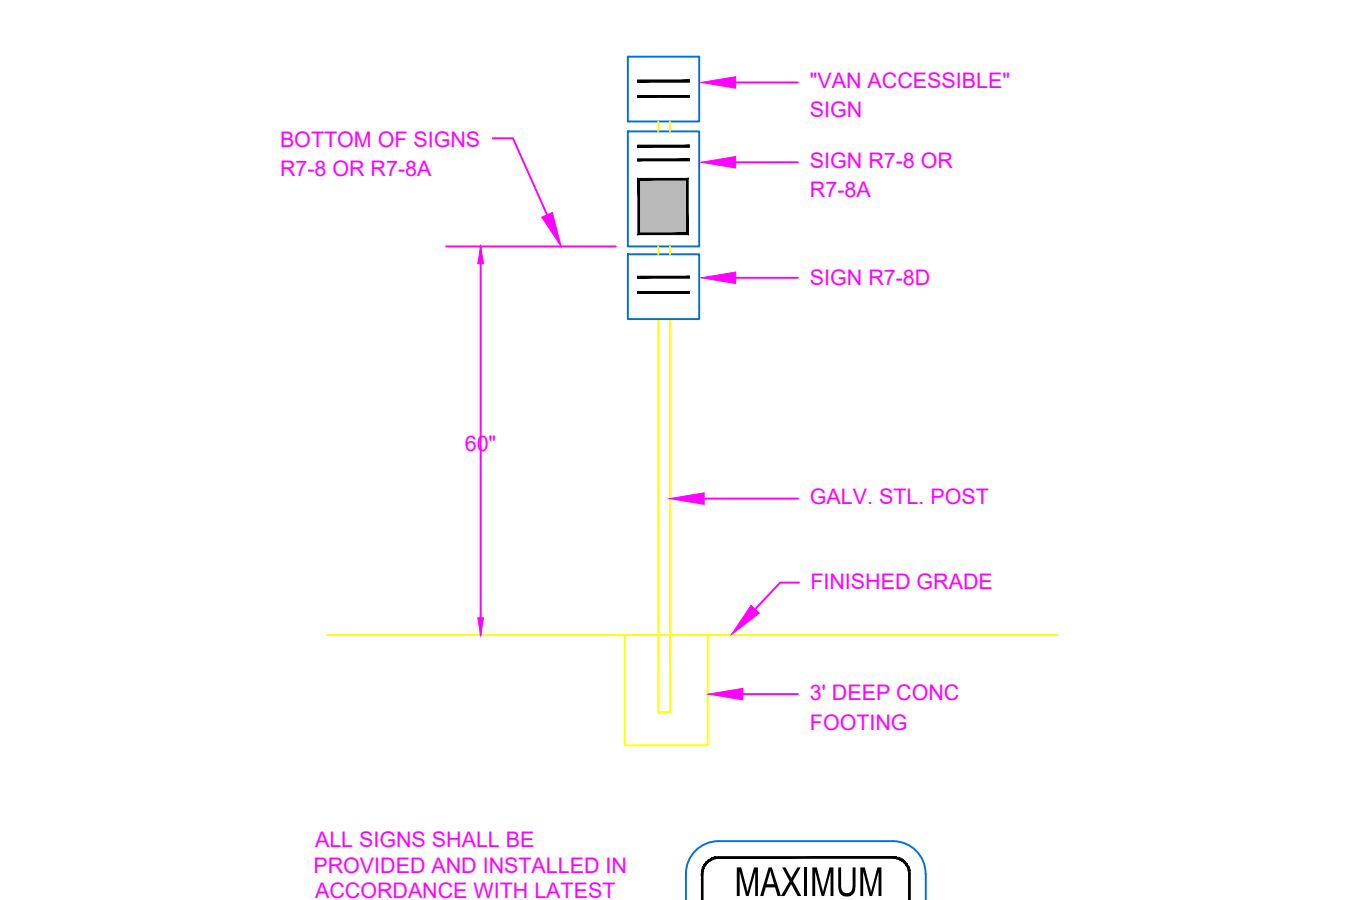 "VAN ACCESSIBLE"
SIGN
BOTTOM OF SIGNS
R7-8 OR R7-8A
SIGN R7-8 OR
R7-8A
SIGN R7-8D
60"
GALV. STL. POST
FINISHED GRADE
3' DEEP CONC
FOOTING
ALL SIGNS SHALL BE
PROVIDED AND INSTALLED IN
ACCORDANCE WITH LATEST
MAXIMUM